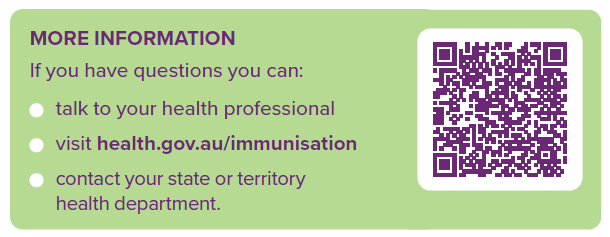 MORE INFORMATION
If you have questions you can:
talk to your health professional
visit health.gov.au/immunisation
contact your state or territory
health department.